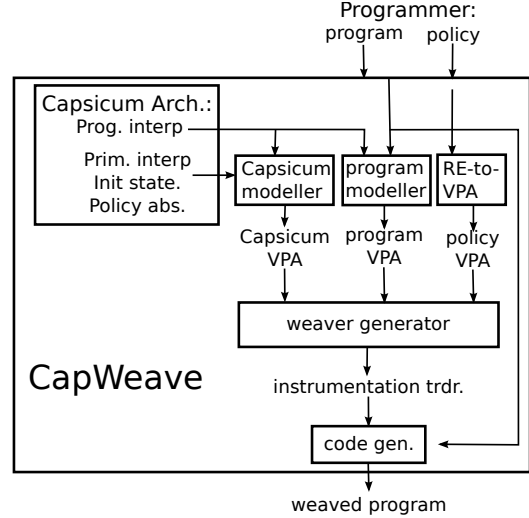 Programmer:
program policy
Capsicum Arch.:
Prog. interp
Prim. interp
Init state.
Policy abs.
Capsicum
modeller
program
modeller
RE-to-
VPA
Capsicum
VPA
program
VPA
policy
VPA
weaver generator
CapWeave
instrumentation trdr.
code gen.
weaved program